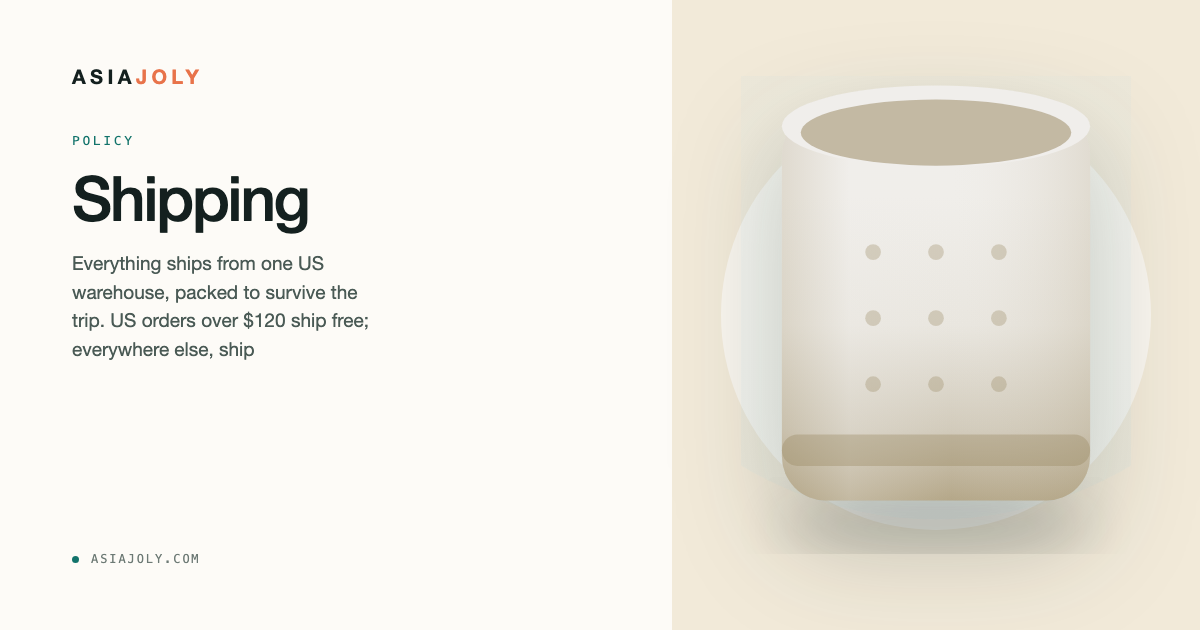 ASIAJOLY
POLICY
Shipping
Everything ships from one US
warehouse, packed to survive the
trip. US orders over $120 ship free;
everywhere else, ship
ASIAJOLY.COM